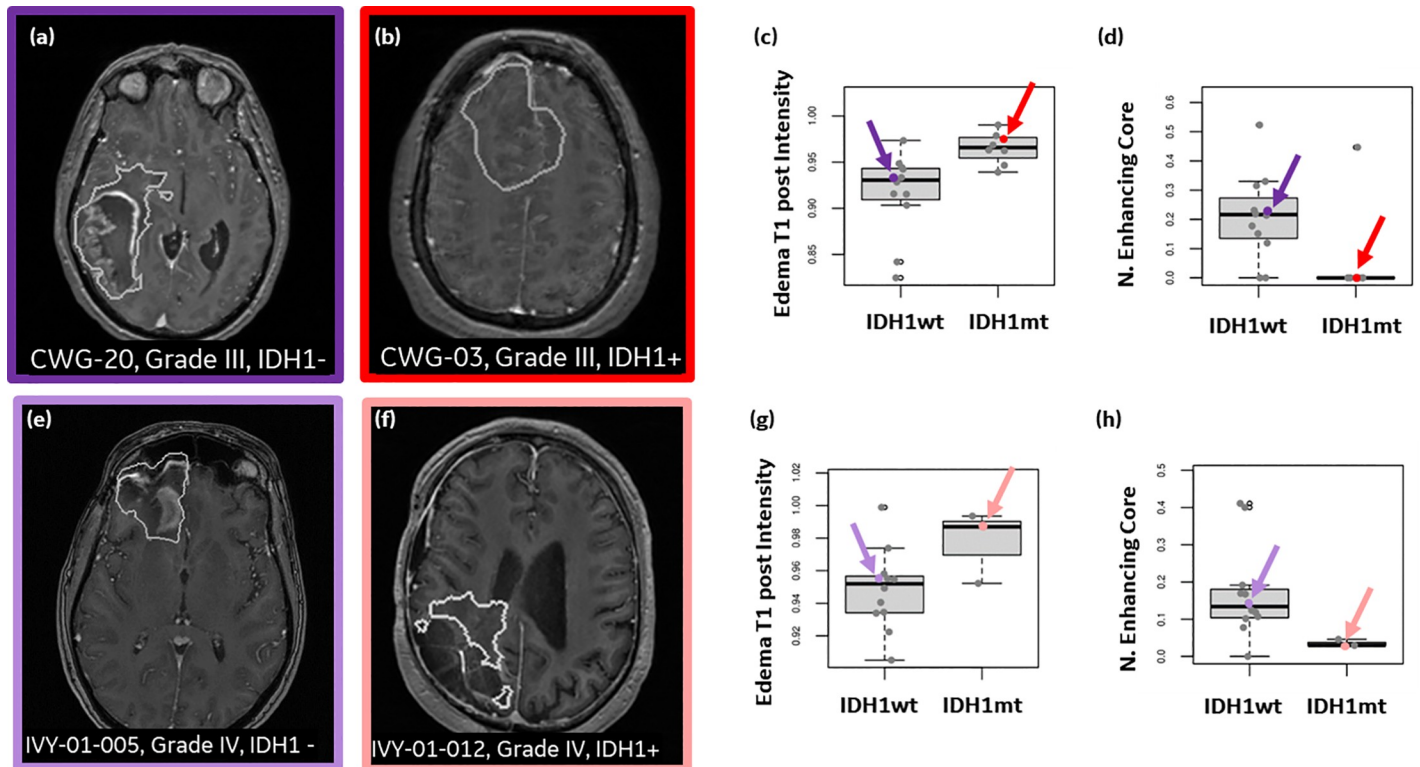 (a)
CWG-20, Grade III, IDH1-
(b)
CWG-03, Grade III, IDH1+
(c)
Edema T1 post Intensity
1.00
0.95
0.90
0.85
IDH1wt
IDH1mt
(d)
N. Enhancing Core
0.6
0.5
0.4
0.3
0.2
0.1
0.0
IDH1wt
IDH1mt
(e)
IVY-01-005, Grade IV, IDH1 -
(f)
IVY-01-012, Grade IV, IDH1+
(g)
Edema T1 post Intensity
1.02
1.00
0.98
0.96
0.94
0.92
IDH1wt
IDH1mt
(h)
N. Enhancing Core
0.5
0.4
0.3
0.2
0.1
0.0
IDH1wt
IDH1mt